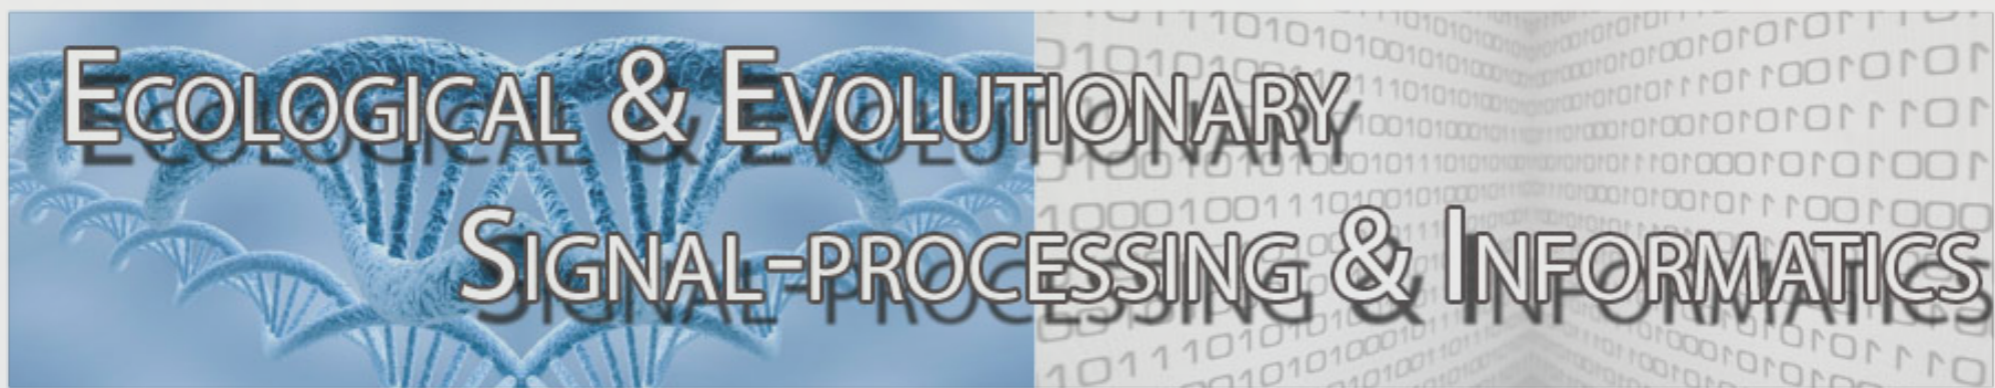 Ecological & Evolutionary
Signal-processing & Informatics